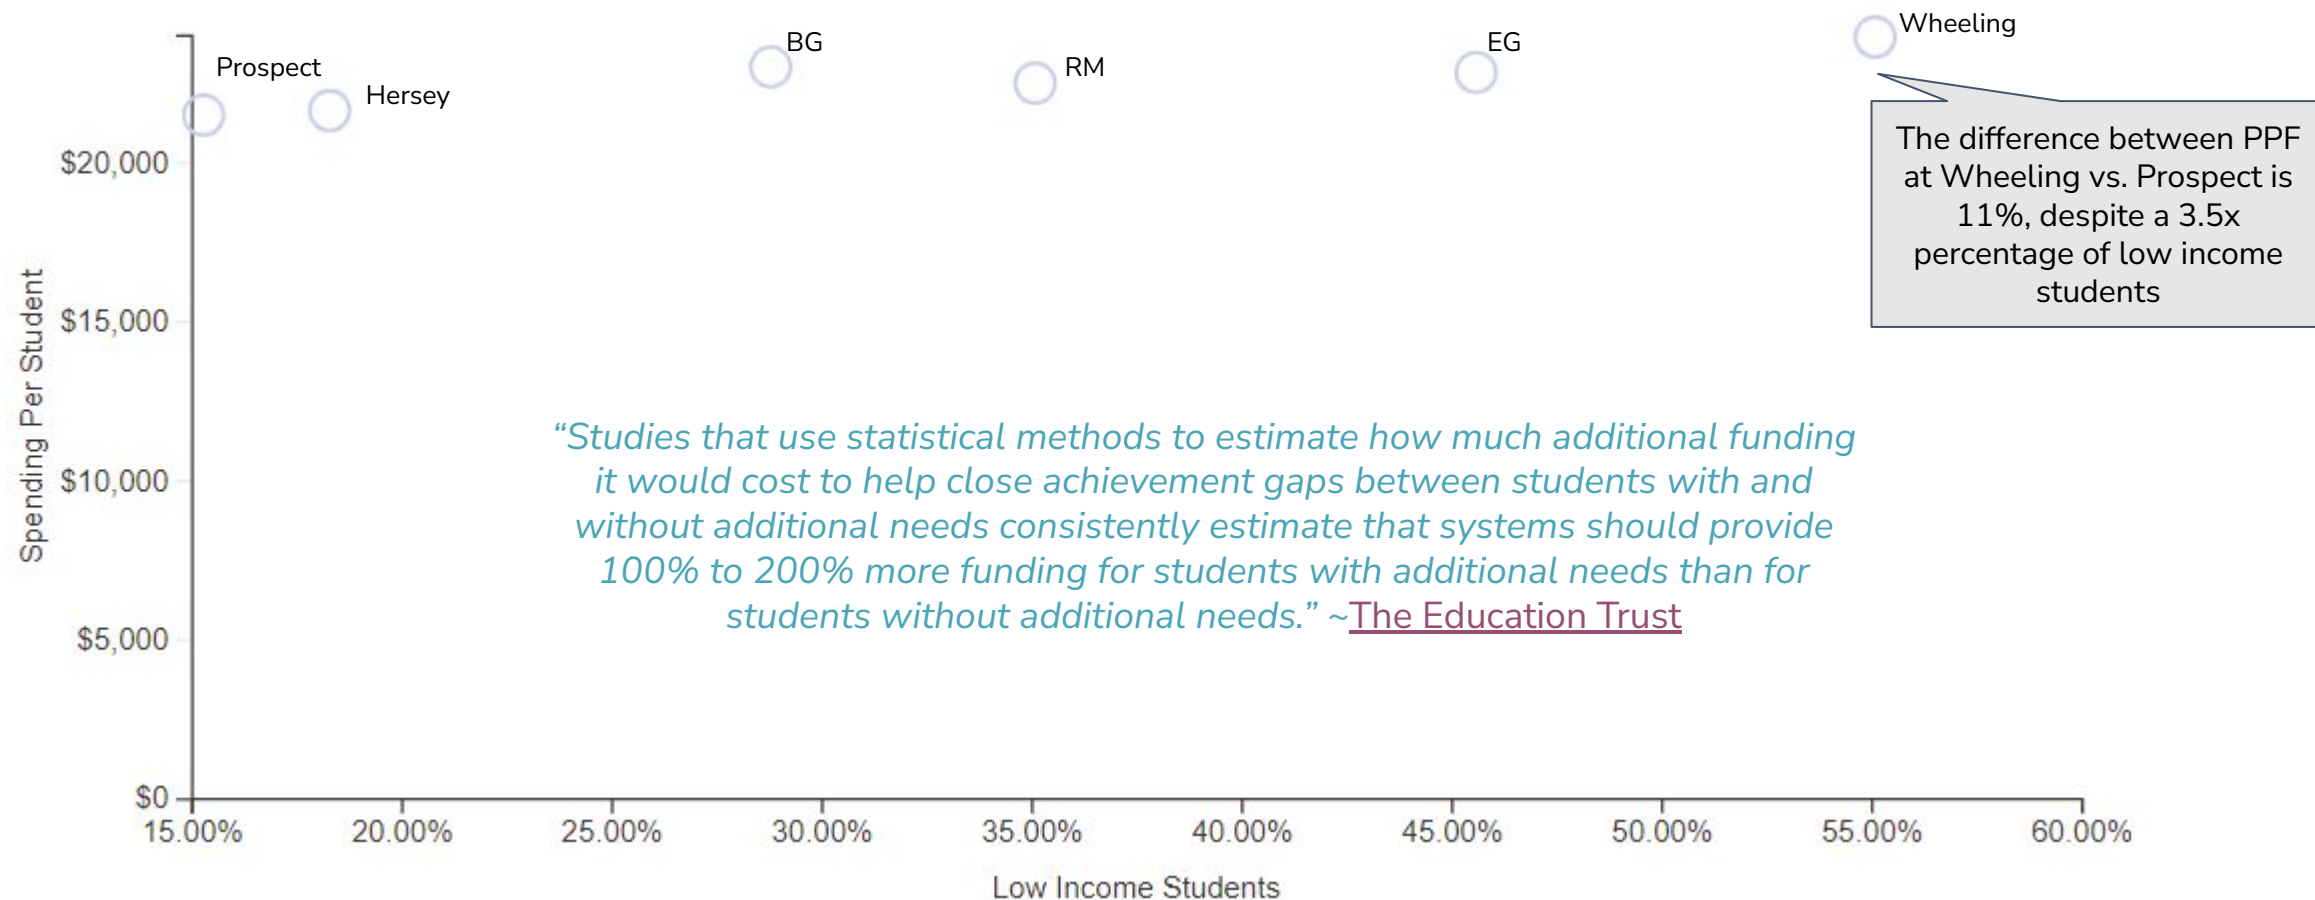 Wheeling
BG
EG
Prospect
RM
Hersey
$20,000
The difference between PPF
at Wheeling vs. Prospect is
11%, despite a 3.5x
percentage of low income
students
$15,000
Spending Per Student
“Studies that use statistical methods to estimate how much additional funding
it would cost to help close achievement gaps between students with and
$10,000
without additional needs consistently estimate that systems should provide
100% to 200% more funding for students with additional needs than for
students without additional needs.” ~The Education Trust
$5,000
$0
15.00% 20.00% 25.00% 30.00% 35.00% 40.00% 45.00% 50.00% 55.00% 60.00%
Low Income Students